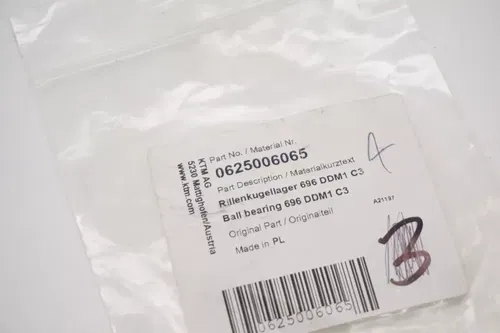 KTM AG
5230 Mattighofen/Austria
www.ktm.com
Part No. / Material Nr.
0625006065
Part Description / Materialkurztext
Rillenkugellager 696 DDM1 C3
Ball bearing 696 DDM1 C3
Original Part / Originalteil
A21197
Made in PL
4
3
0625006065